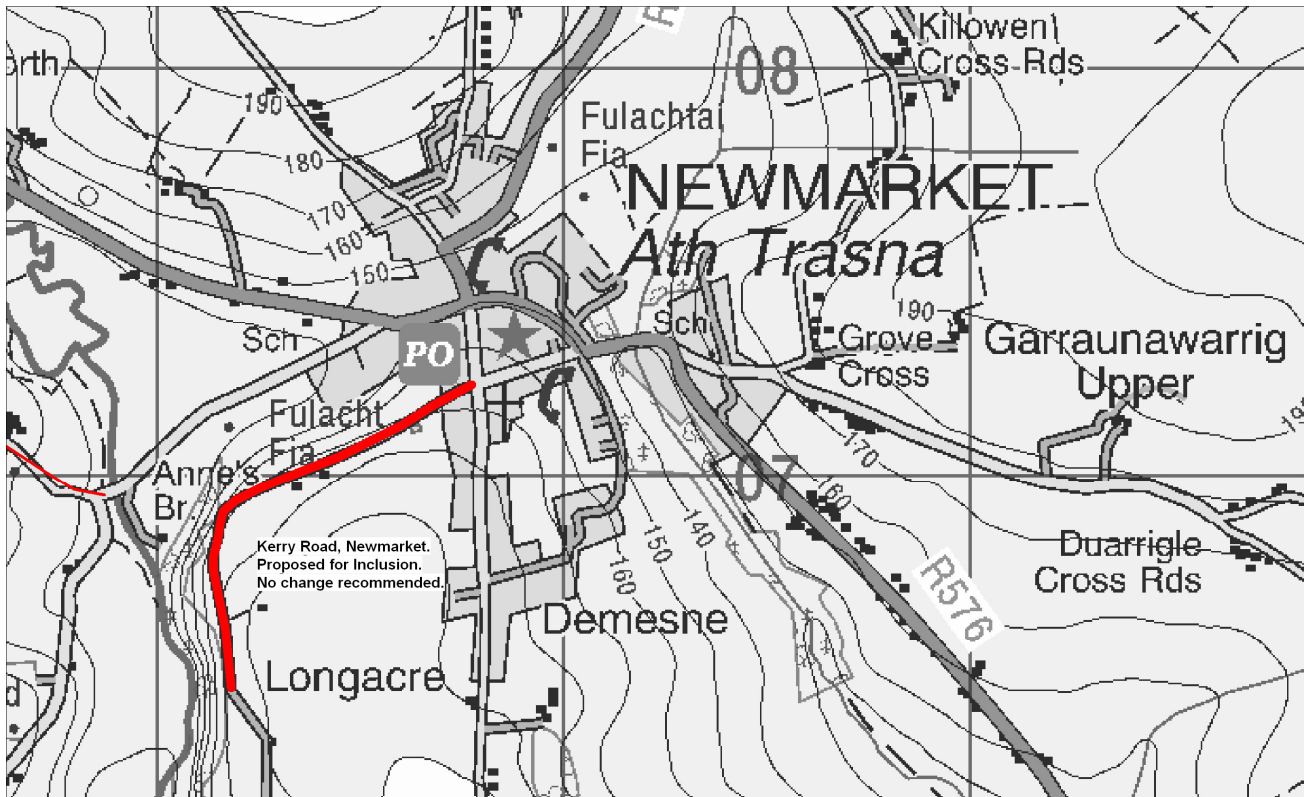 Killowen
Cross Rds
orth
08
190
180
170
160
150
Fulachtai
Fia
NEWMARKET
Ath Trasna
Sch
PO
Sch
190
Grove
Cross
Garraunawarrig
Upper
Fulacht
Fia
Anne's
Br
170
160
07
140
150
160
Kerry Road, Newmarket.
Proposed for Inclusion.
No change recommended.
Duarrigle
Cross Rds
R576
Demesne
Longacre
d